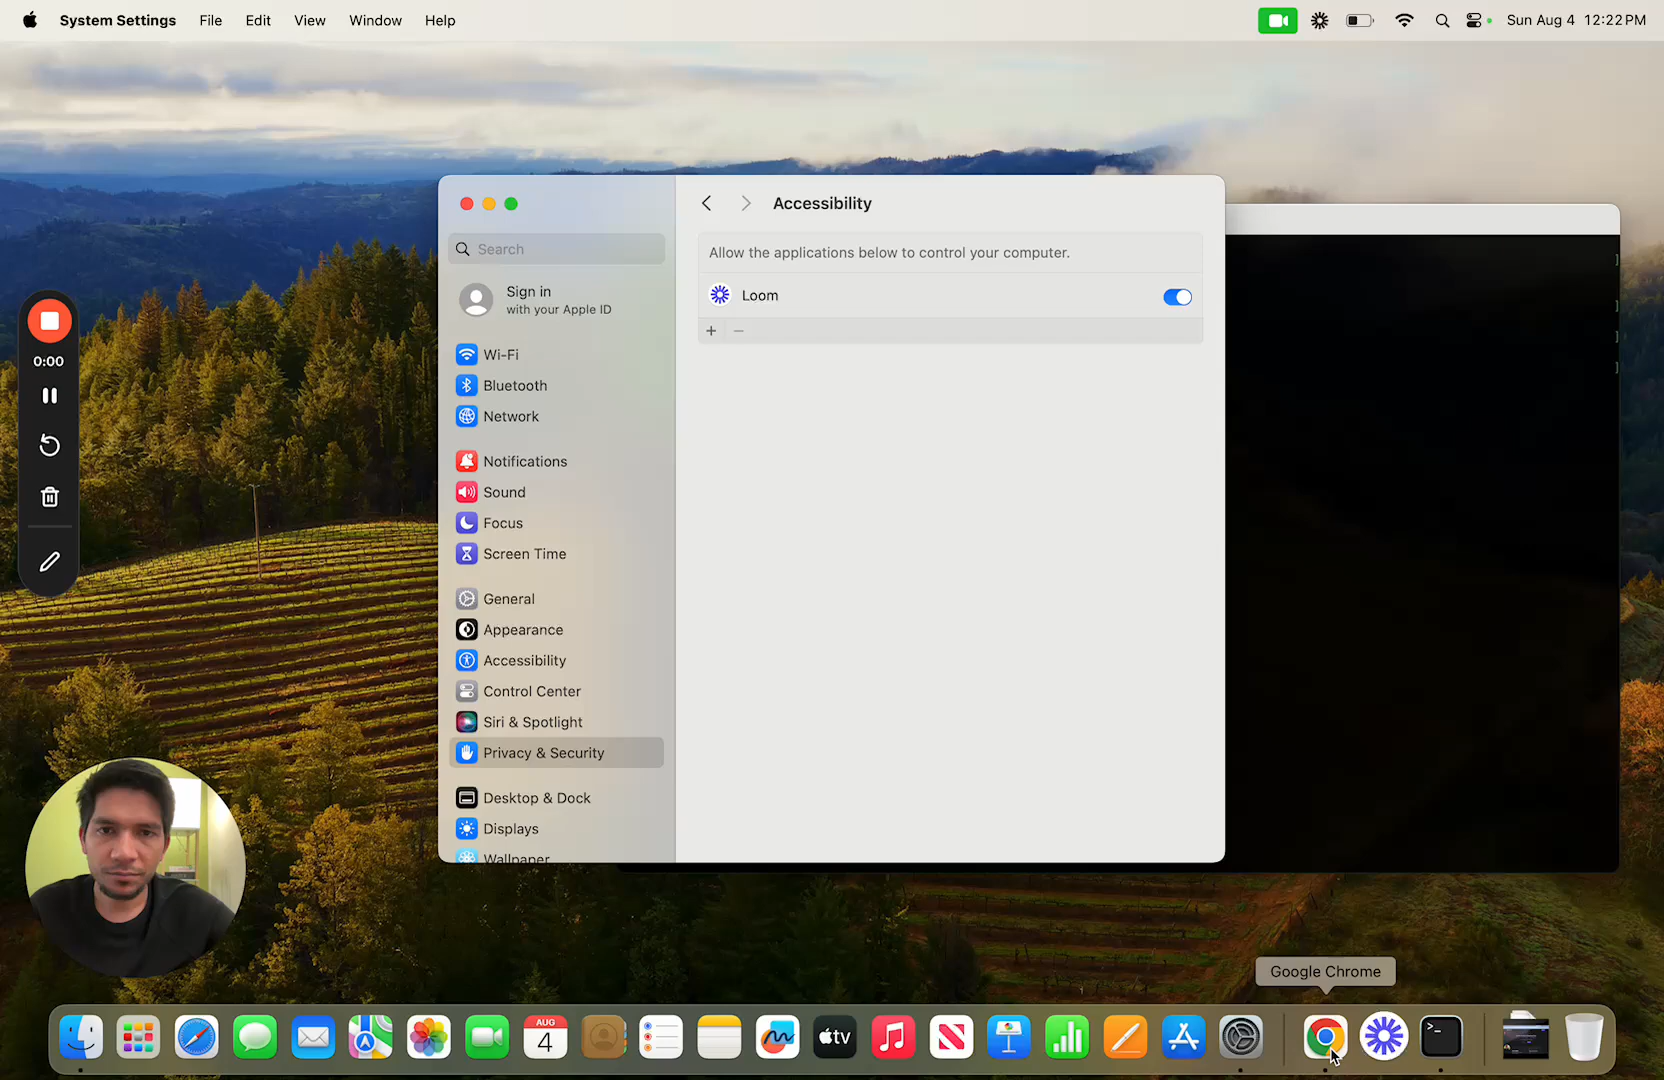 System Settings File Edit View Window Help
Sun Aug 4 12:22 PM
Accessibility
Search
Allow the applications below to control your computer.
Sign in
with your Apple ID
Loom
+ −
Wi-Fi
0:00
Bluetooth
Network
Notifications
Sound
Focus
Screen Time
General
Appearance
Accessibility
Control Center
Siri & Spotlight
Privacy & Security
Desktop & Dock
Displays
Wallpaper
Google Chrome
AUG
4
tv
>_